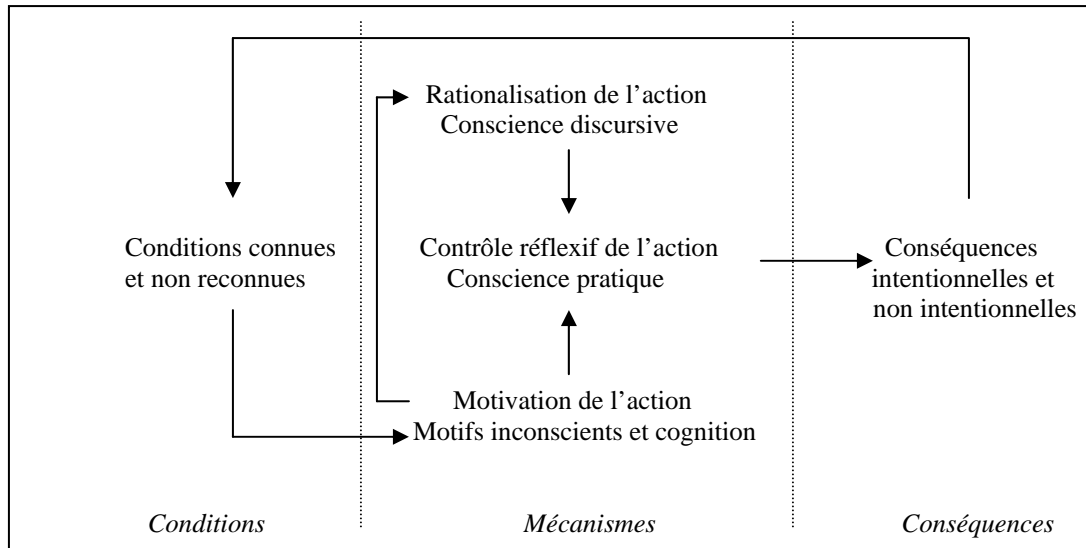 Rationalisation de l’action
Conscience discursive
Conditions connues
et non reconnues
Contrôle réflexif de l’action
Conscience pratique
Conséquences
intentionnelles et
non intentionnelles
Motivation de l’action
Motifs inconscients et cognition
Conditions
Mécanismes
Conséquences